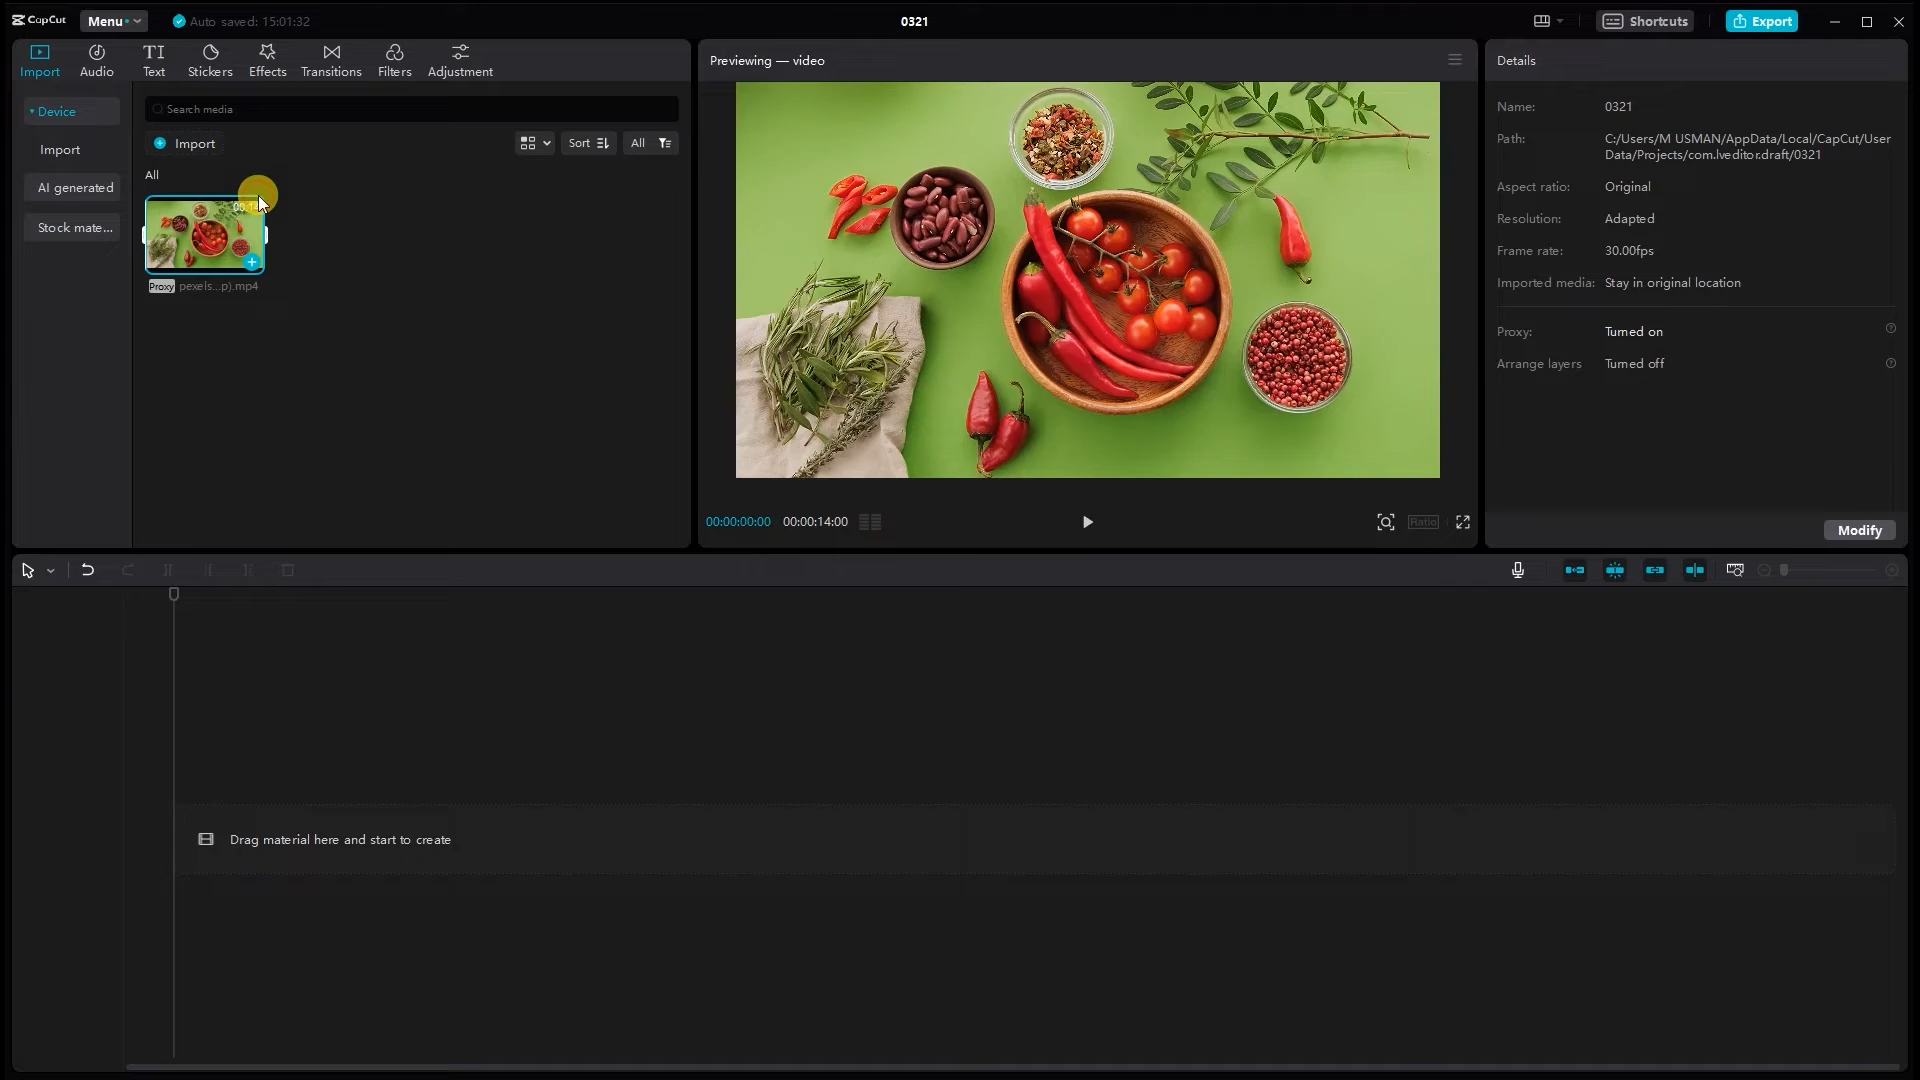 CapCut
Menu
Auto saved: 15:01:32
0321
Shortcuts
Export
Import
Audio
TI
Text
Stickers
Effects
Transitions
Filters
Adjustment
Device
Import
AI generated
Stock mate...
Search media
Import
Sort
All
All
Proxy pexels...p).mp4
Previewing — video
00:00:00:00
00:00:14:00
Ratio
Details
Name: 0321
Path: C:/Users/M USMAN/AppData/Local/CapCut/User
Data/Projects/com.lveditor.draft/0321
Aspect ratio: Original
Resolution: Adapted
Frame rate: 30.00fps
Imported media: Stay in original location
Proxy: Turned on
Arrange layers Turned off
Modify
Drag material here and start to create